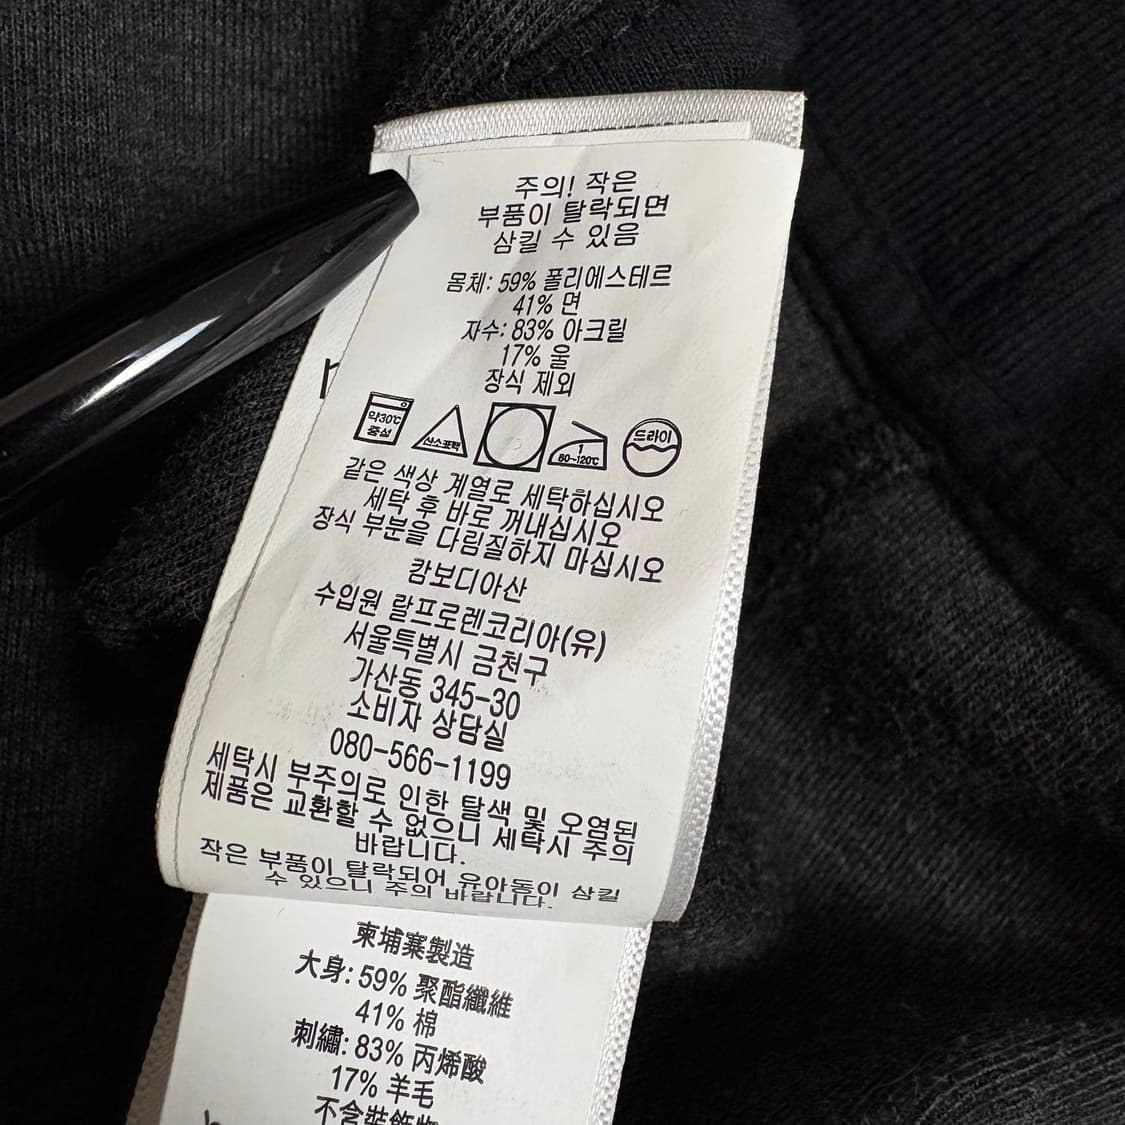 주의! 작은
부품이 탈락되면
삼킬 수 있음
몸체: 59% 폴리에스테르
41% 면
자수: 83% 아크릴
17% 울
장식 제외
약30℃
중성
산소표백
1
80~120℃
드라이
같은 색상 계열로 세탁하십시오
세탁 후 바로 꺼내십시오
장식 부분을 다림질하지 마십시오
캄보디아산
수입원 랄프로렌코리아(유)
서울특별시 금천구
가산동 345-30
소비자 상담실
080-566-1199
세탁시 부주의로 인한 탈색 및 오염된
제품은 교환할 수 없으니 세탁시 주의
바랍니다.
작은 부품이 탈락되어 유아동이 삼킬
수 있으니 주의 바랍니다.
柬埔寨製造
大身: 59% 聚酯纖維
41% 棉
刺繡: 83% 丙烯酸
17% 羊毛
不含裝飾物